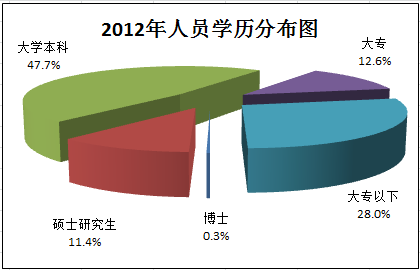 2012年人员学历分布图
大学本科
47.7%
大专
12.6%
大专以下
28.0%
博士
0.3%
硕士研究生
11.4%